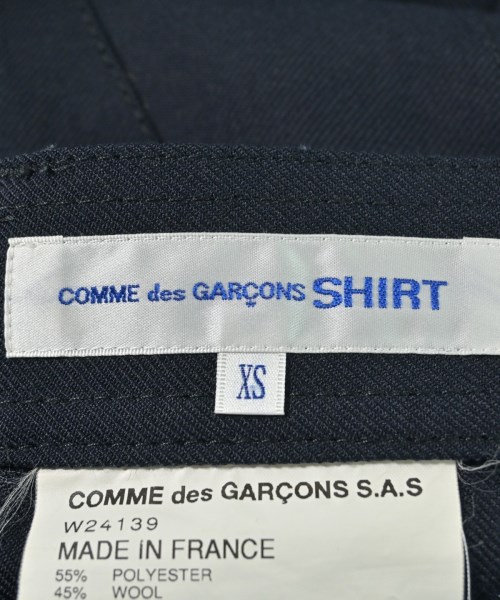 COMME des GARÇONS SHIRT
XS
COMME des GARÇONS S.A.S
W24139
MADE IN FRANCE
55% POLYESTER
45% WOOL